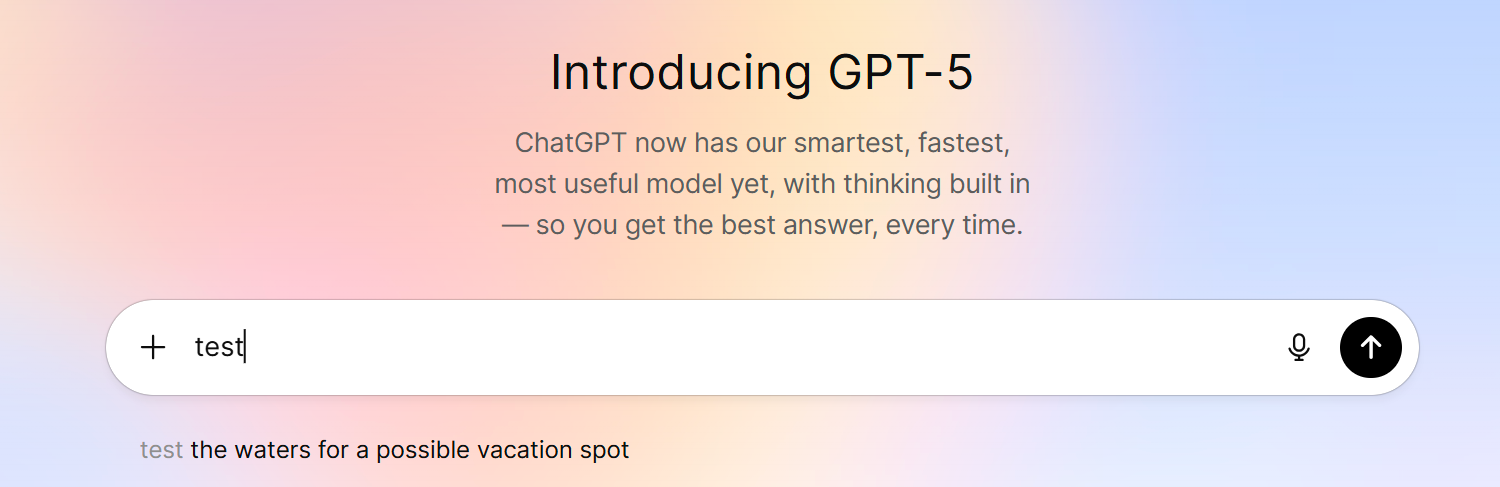 Introducing GPT-5
ChatGPT now has our smartest, fastest,
most useful model yet, with thinking built in
— so you get the best answer, every time.
test
test the waters for a possible vacation spot